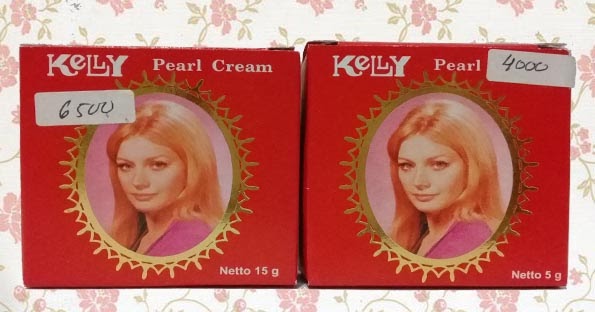 KELLY Pearl Cream
6500
Netto 15 g
KELLY Pearl
4000
Netto 5 g